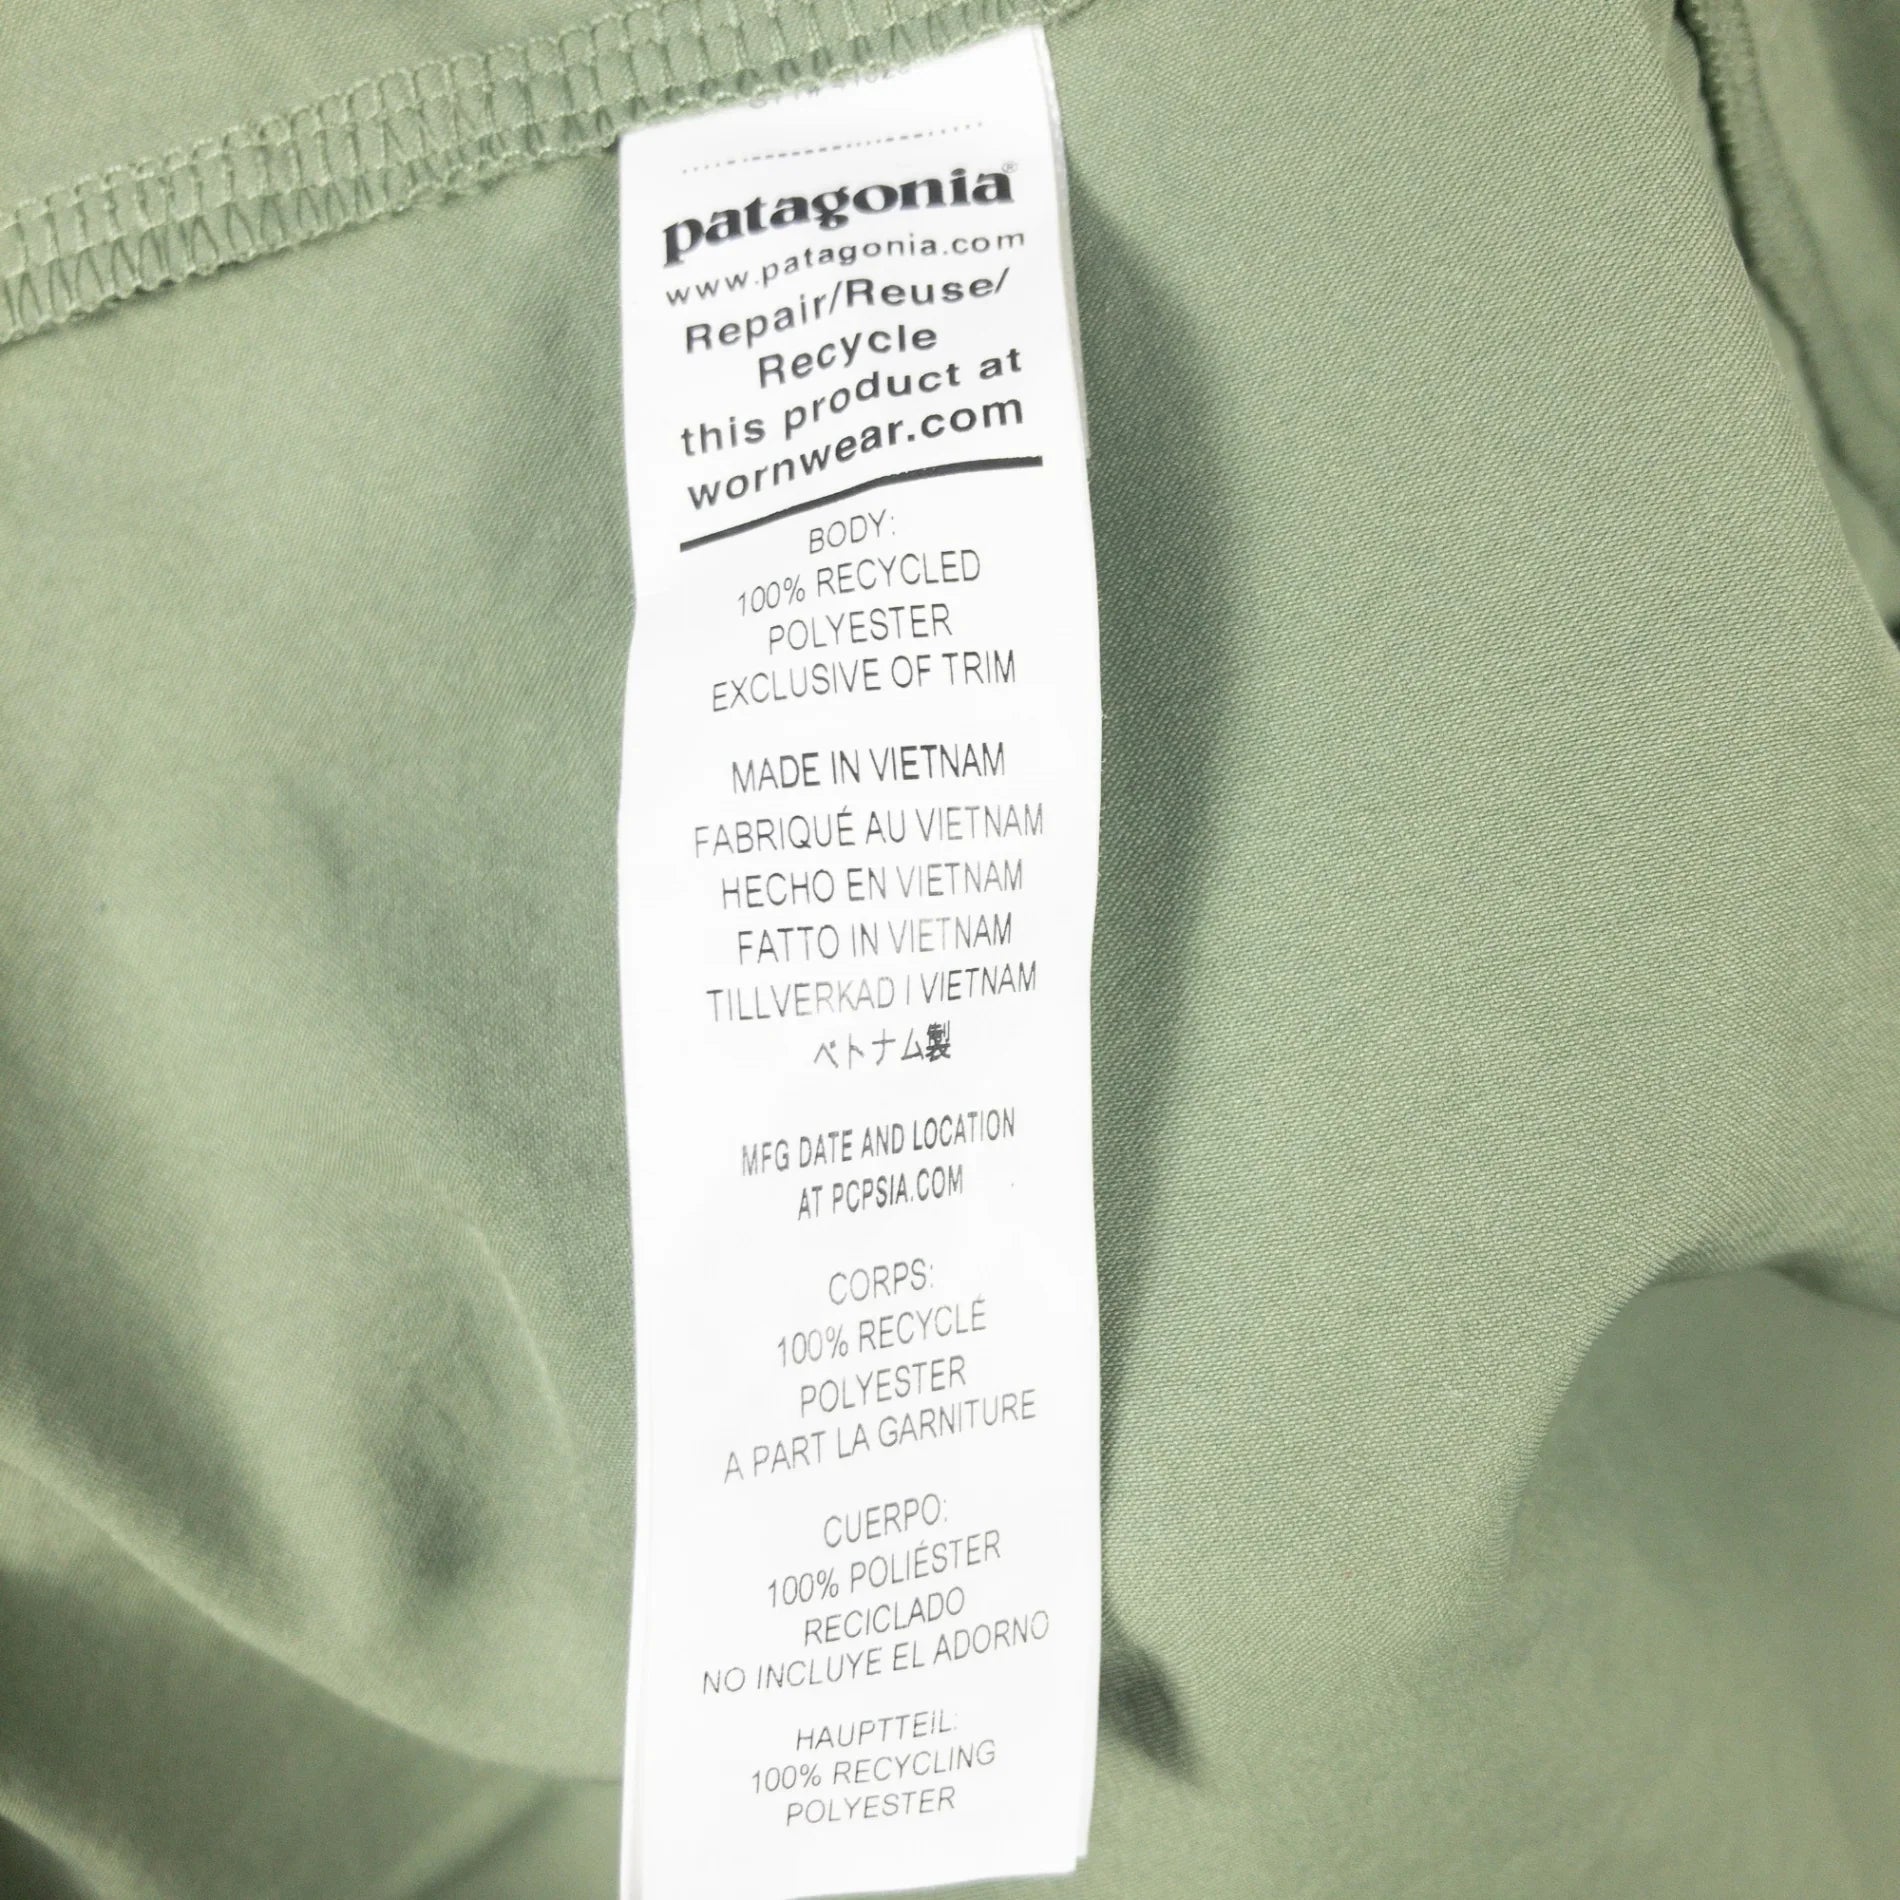 patagonia®
www.patagonia.com
Repair/Reuse/
Recycle
this product at
wornwear.com
BODY:
100% RECYCLED
POLYESTER
EXCLUSIVE OF TRIM
MADE IN VIETNAM
FABRIQUÉ AU VIETNAM
HECHO EN VIETNAM
FATTO IN VIETNAM
TILLVERKAD I VIETNAM
ベトナム製
MFG DATE AND LOCATION
AT PCPSIA.COM
CORPS:
100% RECYCLÉ
POLYESTER
A PART LA GARNITURE
CUERPO:
100% POLIÉSTER
RECICLADO
NO INCLUYE EL ADORNO
HAUPTTEIL:
100% RECYCLING
POLYESTER